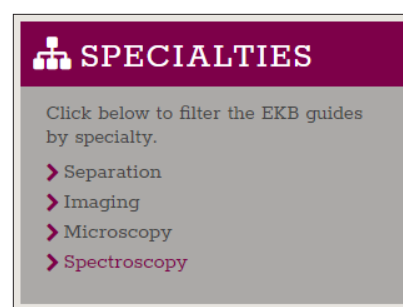 SPECIALTIES
Click below to filter the EKB guides
by specialty.
Separation
Imaging
Microscopy
Spectroscopy